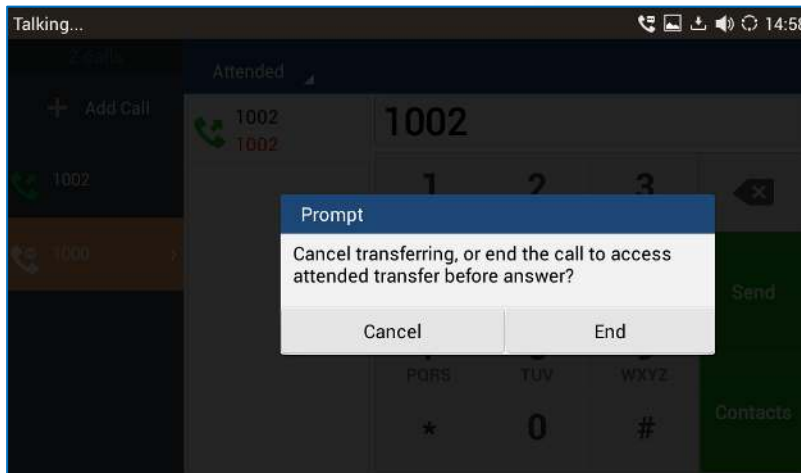 Talking...
14:58
2 calls
Attended
Add Call
1002
1002
1002
1002
1
2
3
1000
Prompt
Cancel transferring, or end the call to access
attended transfer before answer?
Send
Cancel
End
PQRS
TUV
WXYZ
*
0
#
Contacts